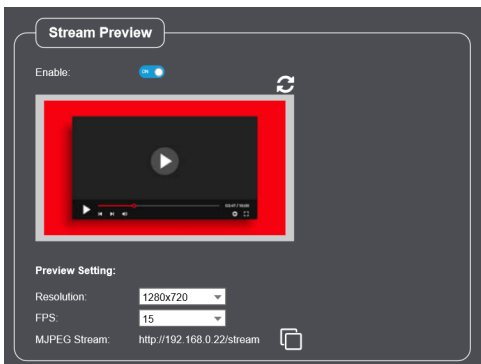 Stream Preview
Enable:
ON
Preview Setting:
Resolution: 1280x720
FPS: 15
MJPEG Stream: http://192.168.0.22/stream